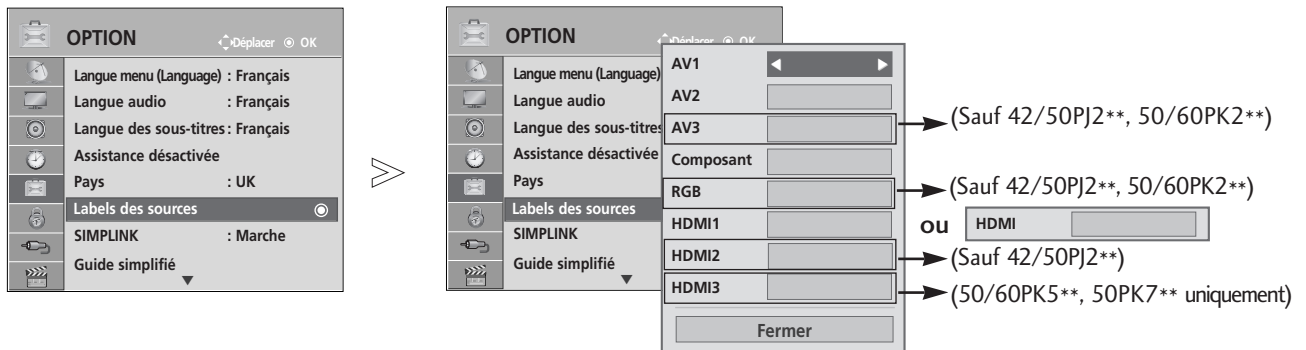 OPTION
Déplacer OK
Langue menu (Language) : Français
Langue audio : Français
Langue des sous-titres : Français
Assistance désactivée
Pays : UK
Labels des sources
SIMPLINK : Marche
Guide simplifié
OPTION
Déplacer OK
Langue menu (Language)
Langue audio
Langue des sous-titres
Assistance désactivée
Pays
Labels des sources
SIMPLINK
Guide simplifié
AV1
AV2
AV3
Composant
RGB
HDMI1
HDMI2
HDMI3
Fermer
(Sauf 42/50PJ2**, 50/60PK2**)
(Sauf 42/50PJ2**, 50/60PK2**)
ou HDMI
(Sauf 42/50PJ2**)
(50/60PK5**, 50PK7** uniquement)